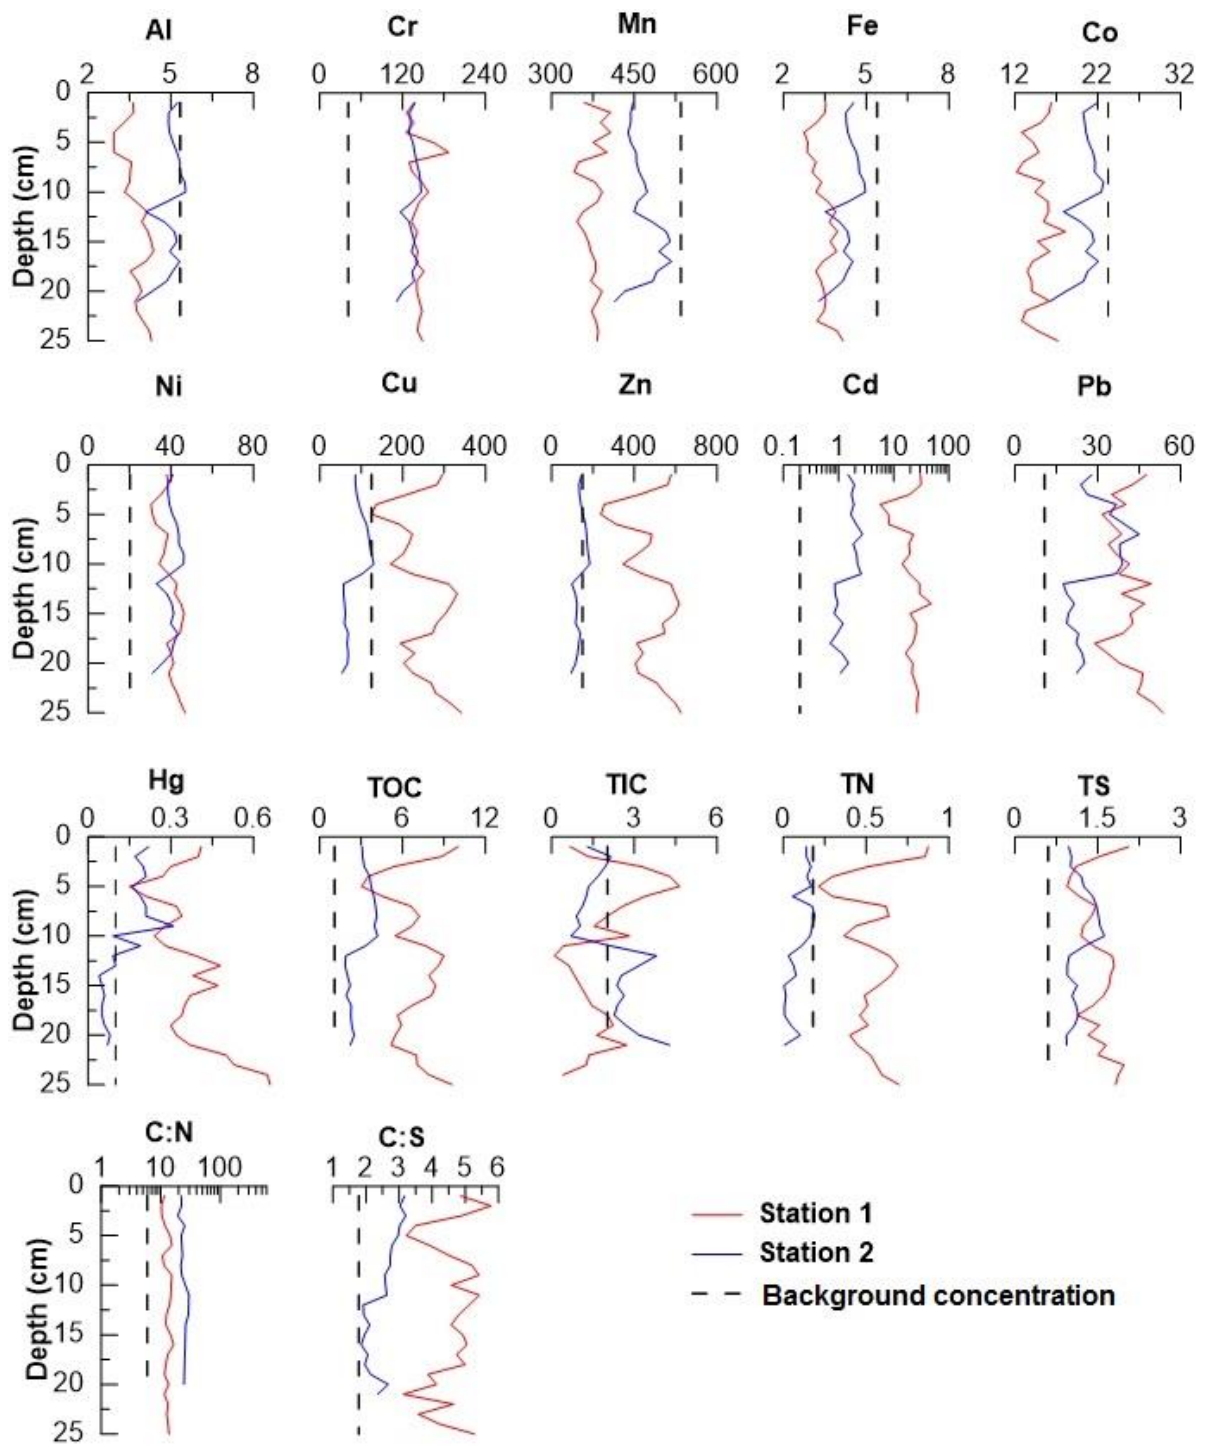 Al Cr Mn Fe Co
2 5 8 0 120 240 300 450 600 2 5 8 12 22 32
0
5
10
15
20
25
Depth (cm)
Ni Cu Zn Cd Pb
0 40 80 0 200 400 0 400 800 0.1 1 10 100 0 30 60
0
5
10
15
20
25
Depth (cm)
Hg TOC TIC TN TS
0 0.3 0.6 0 6 12 0 3 6 0 0.5 1 0 1.5 3
0
5
10
15
20
25
Depth (cm)
C:N C:S
1 10 100 1 2 3 4 5 6
0
5
10
15
20
25
Depth (cm)
Station 1
Station 2
Background concentration